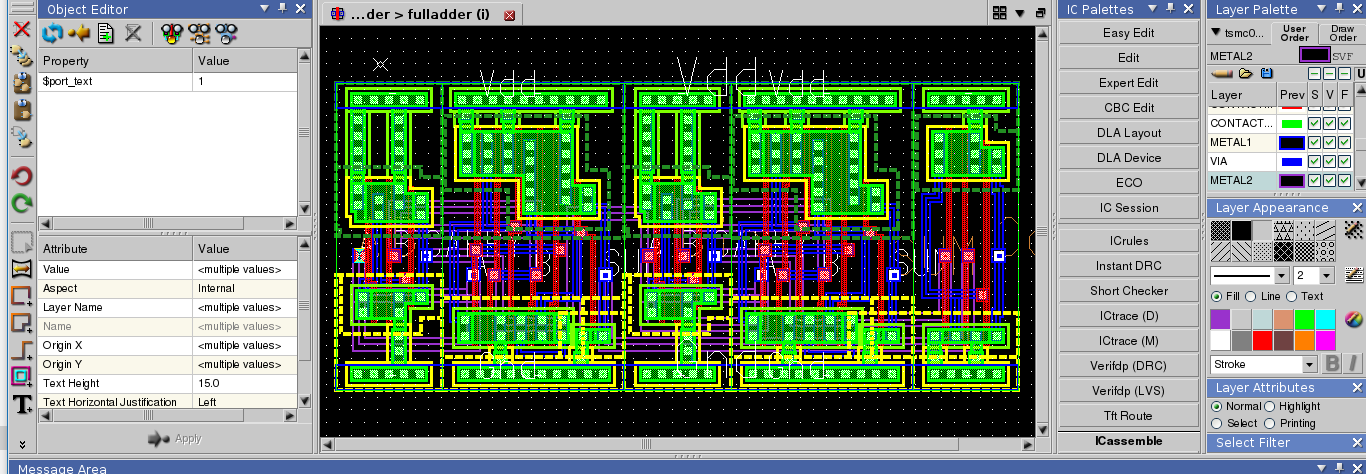 Object Editor
Property Value
$port_text 1
Attribute Value
Value <multiple values>
Aspect Internal
Layer Name <multiple values>
Name <multiple values>
Origin X <multiple values>
Origin Y <multiple values>
Text Height 15.0
Text Horizontal Justification Left
Apply
T
...der > fulladder (i)
Vdd Vdd Vdd
IC Palettes
Easy Edit
Edit
Expert Edit
CBC Edit
DLA Layout
DLA Device
ECO
IC Session
ICrules
Instant DRC
Short Checker
ICtrace (D)
ICtrace (M)
Verifdp (DRC)
Verifdp (LVS)
Tft Route
ICassemble
Layer Palette
tsmc0... User Order Draw Order
METAL2 SVF
Layer Prev S V F
CONTACT...
METAL1
VIA
METAL2
Layer Appearance
2
Fill Line Text
Stroke B I
Layer Attributes
Normal Highlight
Select Printing
Select Filter
Message Area